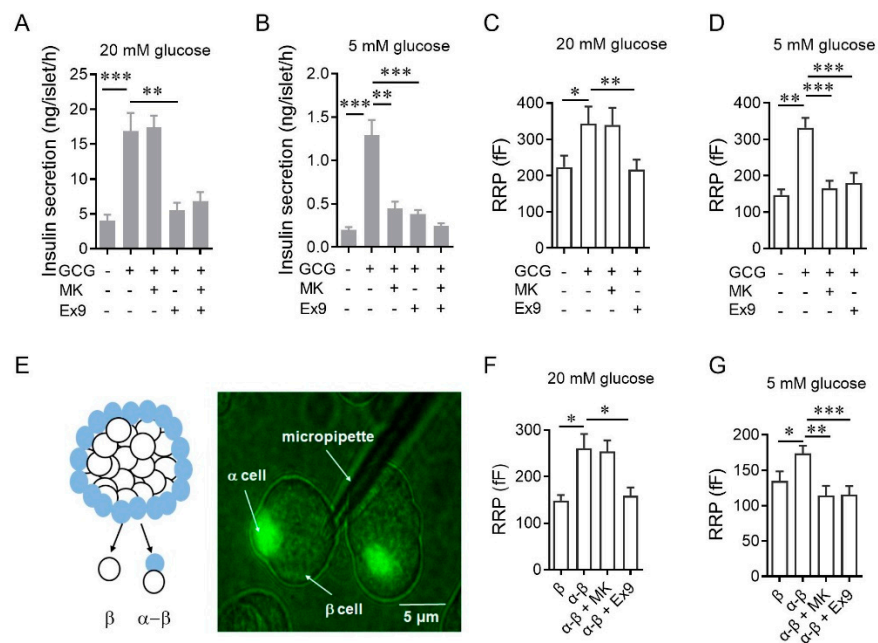 A
20 mM glucose
Insulin secretion (ng/islet/h)
25
20
15
10
5
0
***
**
GCG - + + + +
MK - - + - +
Ex9 - - - + +
B
5 mM glucose
Insulin secretion (ng/islet/h)
2.0
1.5
1.0
0.5
0.0
***
***
**
GCG - + + + +
MK - - + - +
Ex9 - - - + +
C
20 mM glucose
RRP (fF)
600
400
200
0
*
**
GCG - + + +
MK - - + -
Ex9 - - - +
D
5 mM glucose
RRP (fF)
400
300
200
100
0
**
***
***
GCG - + + +
MK - - + -
Ex9 - - - +
E
β
α-β
micropipette
α cell
β cell
5 µm
F
20 mM glucose
RRP (fF)
400
300
200
100
0
*
*
β
α-β
α-β + MK
α-β + Ex9
G
5 mM glucose
RRP (fF)
200
150
100
50
0
*
***
**
β
α-β
α-β + MK
α-β + Ex9